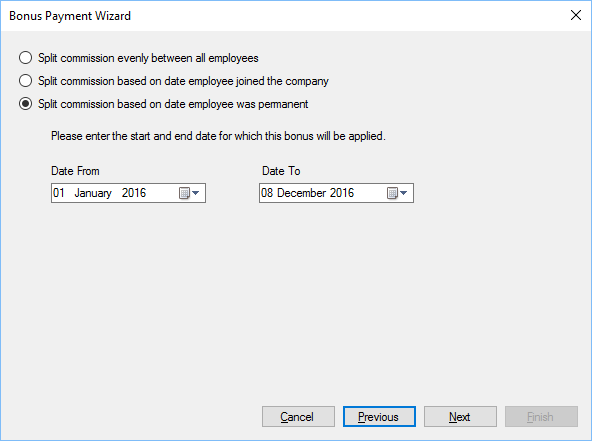 Bonus Payment Wizard
Split commission evenly between all employees
Split commission based on date employee joined the company
Split commission based on date employee was permanent
Please enter the start and end date for which this bonus will be applied.
Date From Date To
01 January 2016 08 December 2016
Cancel Previous Next Finish